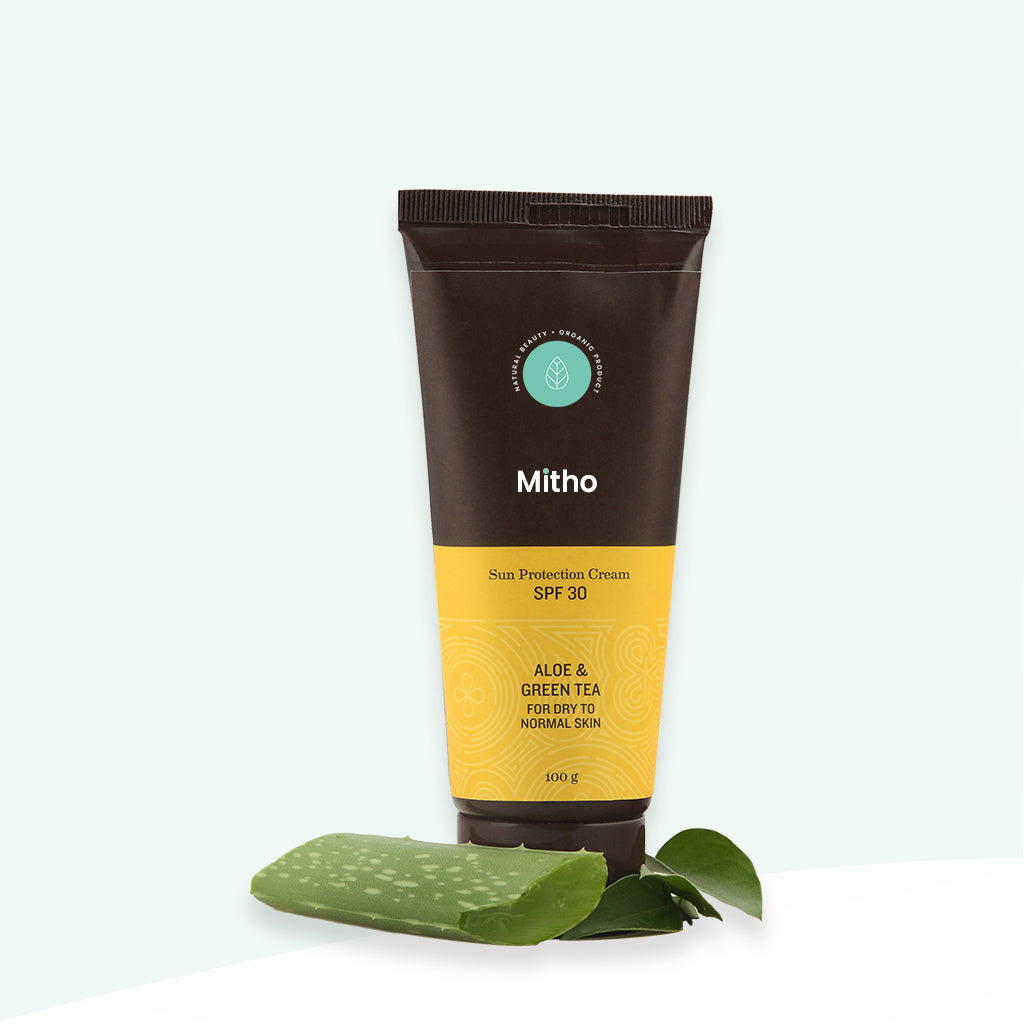 NATURAL BEAUTY • ORGANIC PRODUCT
Mitho
Sun Protection Cream
SPF 30
ALOE &
GREEN TEA
FOR DRY TO
NORMAL SKIN
100 g